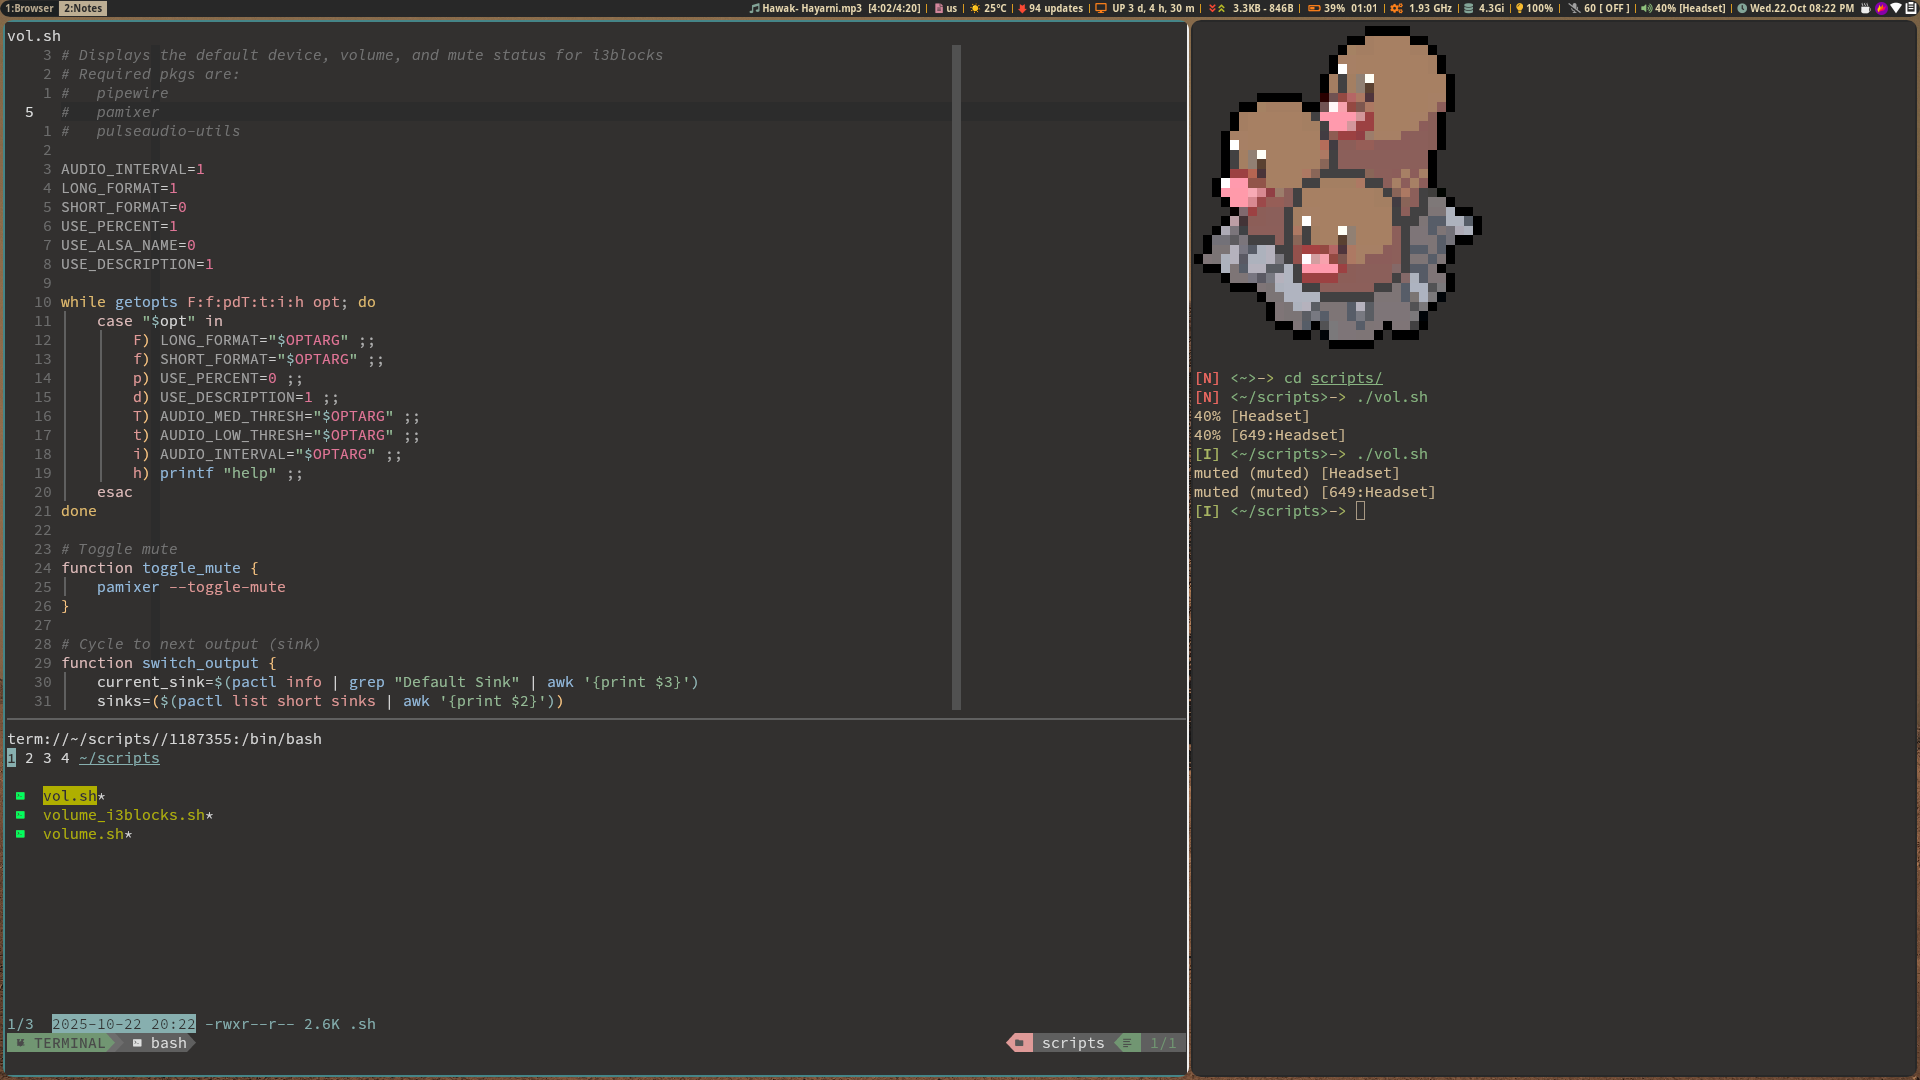 1:Browser 2:Notes Hawak- Hayarni.mp3 [4:02/4:20] | us | 25°C | 94 updates | UP 3 d, 4 h, 30 m | 3.3KB - 846B | 39% 01:01 | 1.93 GHz | 4.3Gi | 100% | 60 [ OFF ] | 40% [Headset] | Wed.22.Oct 08:22 PM
vol.sh
3 # Displays the default device, volume, and mute status for i3blocks
2 # Required pkgs are:
1 #   pipewire
5 #   pamixer
1 #   pulseaudio-utils
2
3 AUDIO_INTERVAL=1
4 LONG_FORMAT=1
5 SHORT_FORMAT=0
6 USE_PERCENT=1
7 USE_ALSA_NAME=0
8 USE_DESCRIPTION=1
9
10 while getopts F:f:pdT:t:i:h opt; do
11     case "$opt" in
12         F) LONG_FORMAT="$OPTARG" ;;
13         f) SHORT_FORMAT="$OPTARG" ;;
14         p) USE_PERCENT=0 ;;
15         d) USE_DESCRIPTION=1 ;;
16         T) AUDIO_MED_THRESH="$OPTARG" ;;
17         t) AUDIO_LOW_THRESH="$OPTARG" ;;
18         i) AUDIO_INTERVAL="$OPTARG" ;;
19         h) printf "help" ;;
20     esac
21 done
22
23 # Toggle mute
24 function toggle_mute {
25     pamixer --toggle-mute
26 }
27
28 # Cycle to next output (sink)
29 function switch_output {
30     current_sink=$(pactl info | grep "Default Sink" | awk '{print $3}')
31     sinks=($(pactl list short sinks | awk '{print $2}'))
term://~/scripts//1187355:/bin/bash
1 2 3 4 ~/scripts
vol.sh*
volume_i3blocks.sh*
volume.sh*
1/3 2025-10-22 20:22 -rwxr--r-- 2.6K .sh
TERMINAL bash scripts 1/1
[N] <~>-> cd scripts/
[N] <~/scripts>-> ./vol.sh
40% [Headset]
40% [649:Headset]
[I] <~/scripts>-> ./vol.sh
muted (muted) [Headset]
muted (muted) [649:Headset]
[I] <~/scripts>->